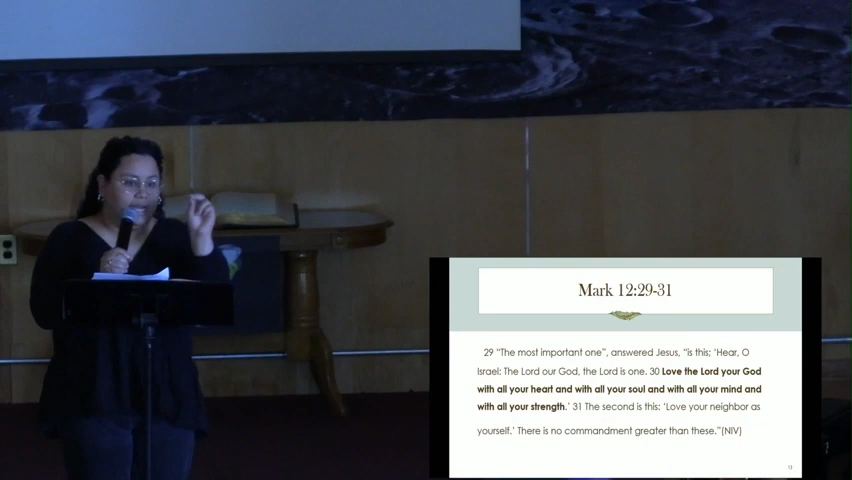 Mark 12:29-31
29 “The most important one”, answered Jesus, “is this; ‘Hear, O
Israel: The Lord our God, the Lord is one. 30 Love the Lord your God
with all your heart and with all your soul and with all your mind and
with all your strength.’ 31 The second is this: ‘Love your neighbor as
yourself.’ There is no commandment greater than these.”(NIV)
13